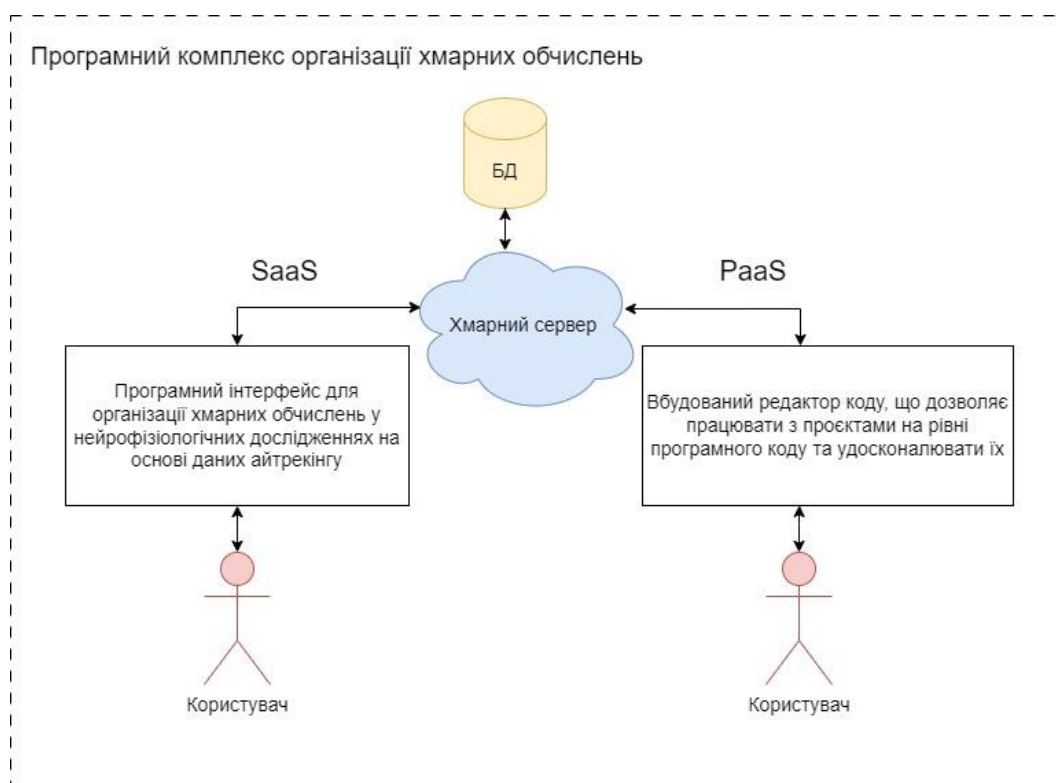 Програмний комплекс організації хмарних обчислень
БД
SaaS
PaaS
Хмарний сервер
Програмний інтерфейс для
організації хмарних обчислень у
нейрофізіологічних дослідженнях на
основі даних айтрекінгу
Вбудований редактор коду, що дозволяє
працювати з проєктами на рівні
програмного коду та удосконалювати їх
Користувач
Користувач